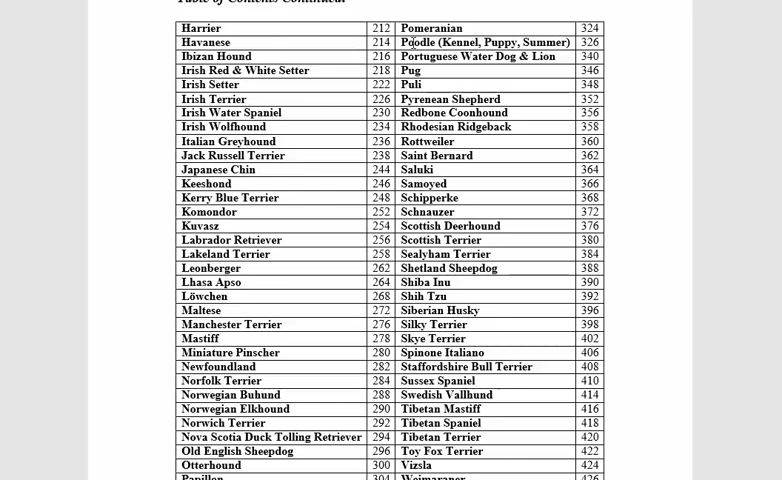 Table of Contents Continued:
Harrier 212 Pomeranian 324
Havanese 214 Poodle (Kennel, Puppy, Summer) 326
Ibizan Hound 216 Portuguese Water Dog & Lion 340
Irish Red & White Setter 218 Pug 346
Irish Setter 222 Puli 348
Irish Terrier 226 Pyrenean Shepherd 352
Irish Water Spaniel 230 Redbone Coonhound 356
Irish Wolfhound 234 Rhodesian Ridgeback 358
Italian Greyhound 236 Rottweiler 360
Jack Russell Terrier 238 Saint Bernard 362
Japanese Chin 244 Saluki 364
Keeshond 246 Samoyed 366
Kerry Blue Terrier 248 Schipperke 368
Komondor 252 Schnauzer 372
Kuvasz 254 Scottish Deerhound 376
Labrador Retriever 256 Scottish Terrier 380
Lakeland Terrier 258 Sealyham Terrier 384
Leonberger 262 Shetland Sheepdog 388
Lhasa Apso 264 Shiba Inu 390
Löwchen 268 Shih Tzu 392
Maltese 272 Siberian Husky 396
Manchester Terrier 276 Silky Terrier 398
Mastiff 278 Skye Terrier 402
Miniature Pinscher 280 Spinone Italiano 406
Newfoundland 282 Staffordshire Bull Terrier 408
Norfolk Terrier 284 Sussex Spaniel 410
Norwegian Buhund 288 Swedish Vallhund 414
Norwegian Elkhound 290 Tibetan Mastiff 416
Norwich Terrier 292 Tibetan Spaniel 418
Nova Scotia Duck Tolling Retriever 294 Tibetan Terrier 420
Old English Sheepdog 296 Toy Fox Terrier 422
Otterhound 300 Vizsla 424
Papillon 304 Weimaraner 426